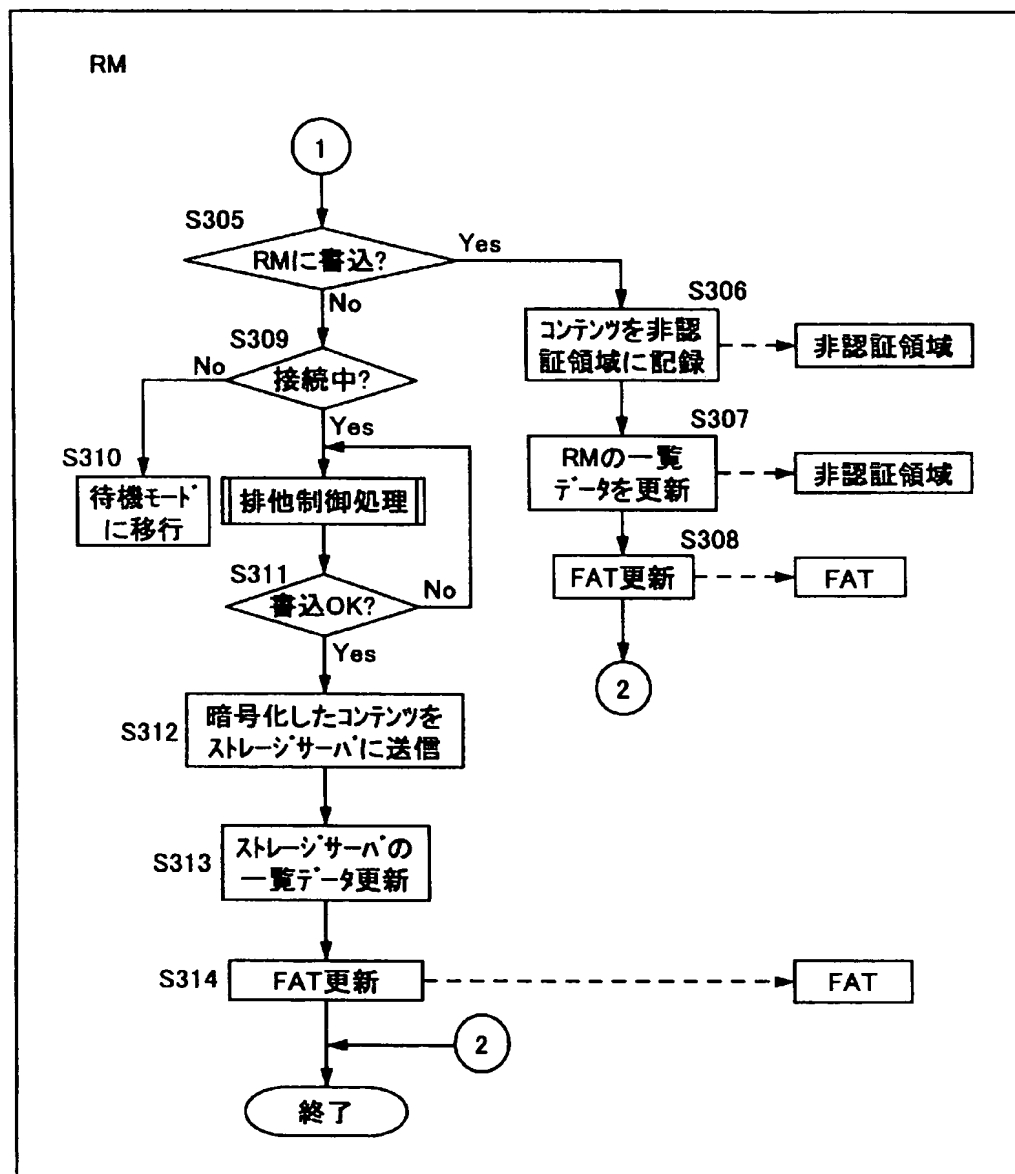 RM
1
S305
RMに書込?
Yes
No
S306
コンテンツを非認
証領域に記録
非認証領域
S309
接続中?
No
Yes
S307
RMの一覧
データを更新
非認証領域
S310
待機モード
に移行
排他制御処理
S308
FAT更新
FAT
S311
書込OK?
No
Yes
2
S312
暗号化したコンテンツを
ストレージサーバに送信
S313
ストレージサーバの
一覧データ更新
S314
FAT更新
FAT
2
終了